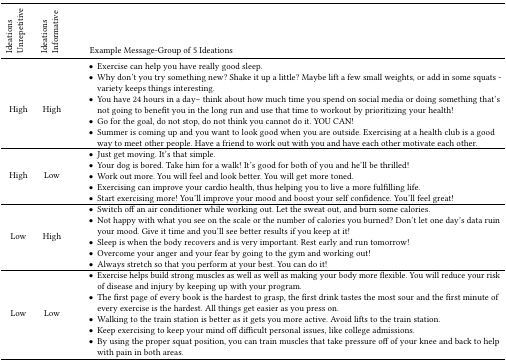 Ideations
Unrepetitive
Ideations
Informative
Example Message-Group of 5 Ideations
High
High
• Exercise can help you have really good sleep.
• Why don't you try something new? Shake it up a little? Maybe lift a few small weights, or add in some squats -
variety keeps things interesting.
• You have 24 hours in a day– think about how much time you spend on social media or doing something that's
not going to benefit you in the long run and use that time to workout by prioritizing your health!
• Go for the goal, do not stop, do not think you cannot do it. YOU CAN!
• Summer is coming up and you want to look good when you are outside. Exercising at a health club is a good
way to meet other people. Have a friend to work out with you and have each other motivate each other.
High
Low
• Just get moving. It's that simple.
• Your dog is bored. Take him for a walk! It's good for both of you and he'll be thrilled!
• Work out more. You will feel and look better. You will get more toned.
• Exercising can improve your cardio health, thus helping you to live a more fulfilling life.
• Start exercising more! You'll improve your mood and boost your self confidence. You'll feel great!
Low
High
• Switch off an air conditioner while working out. Let the sweat out, and burn some calories.
• Not happy with what you see on the scale or the number of calories you burned? Don't let one day's data ruin
your mood. Give it time and you'll see better results if you keep at it!
• Sleep is when the body recovers and is very important. Rest early and run tomorrow!
• Overcome your anger and your fear by going to the gym and working out!
• Always stretch so that you perform at your best. You can do it!
Low
Low
• Exercise helps build strong muscles as well as well as making your body more flexible. You will reduce your risk
of disease and injury by keeping up with your program.
• The first page of every book is the hardest to grasp, the first drink tastes the most sour and the first minute of
every exercise is the hardest. All things get easier as you press on.
• Walking to the train station is better as it gets you more active. Avoid lifts to the train station.
• Keep exercising to keep your mind off difficult personal issues, like college admissions.
• By using the proper squat position, you can train muscles that take pressure off of your knee and back to help
with pain in both areas.